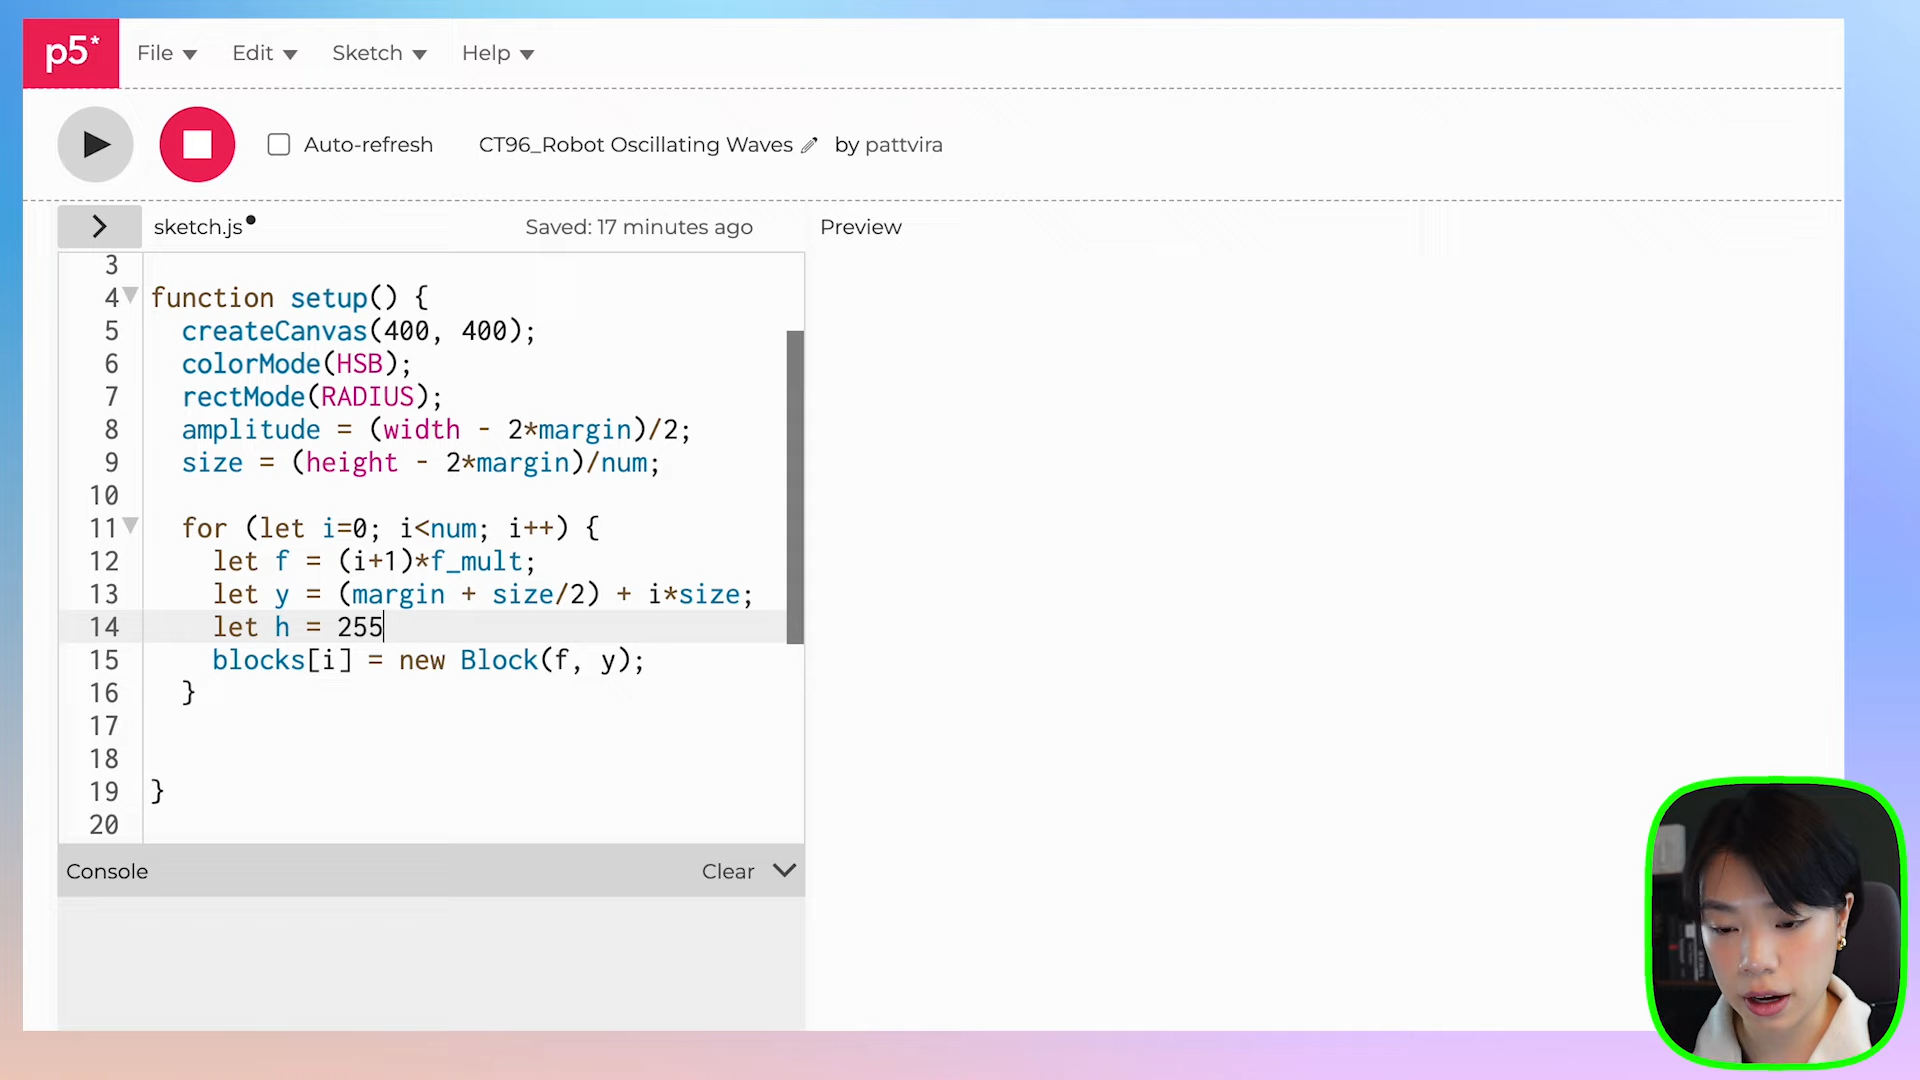 p5* File Edit Sketch Help
Auto-refresh CT96_Robot Oscillating Waves by pattvira
sketch.js Saved: 17 minutes ago Preview
3
4 function setup() {
5 createCanvas(400, 400);
6 colorMode(HSB);
7 rectMode(RADIUS);
8 amplitude = (width - 2*margin)/2;
9 size = (height - 2*margin)/num;
10
11 for (let i=0; i<num; i++) {
12 let f = (i+1)*f_mult;
13 let y = (margin + size/2) + i*size;
14 let h = 255
15 blocks[i] = new Block(f, y);
16 }
17
18
19 }
20
Console Clear